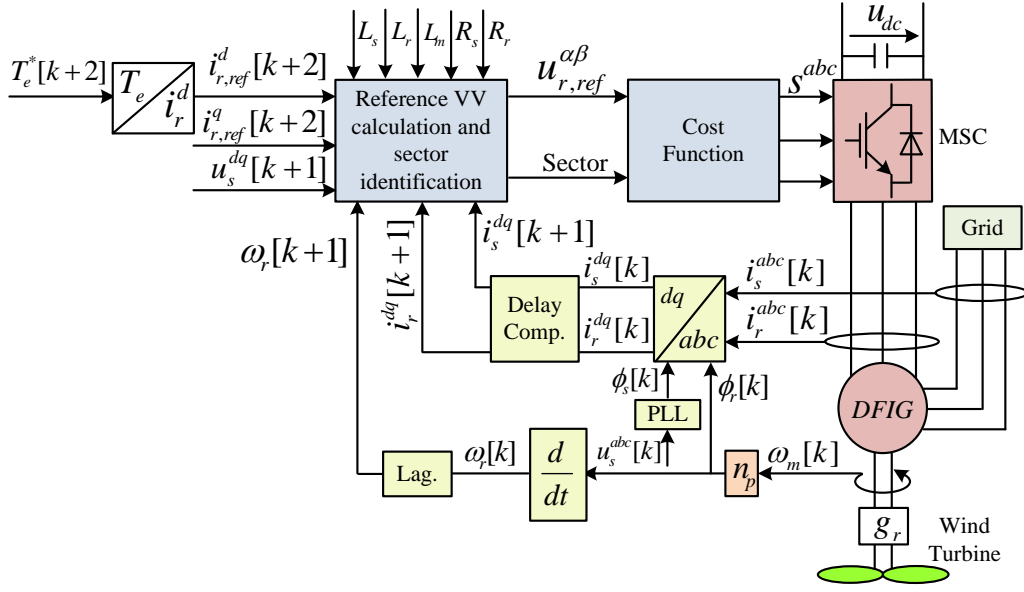 L_s
L_r
L_m
R_s
R_r
u_{dc}
T_e^*[k+2]
T_e
i_r^d
i_{r,ref}^d[k+2]
i_{r,ref}^q[k+2]
u_s^{dq}[k+1]
Reference VV
calculation and
sector
identification
u_{r,ref}^{αβ}
Sector
Cost
Function
s^{abc}
MSC
Grid
ω_r[k+1]
i_r^{dq}[k+1]
i_s^{dq}[k+1]
Delay
Comp.
i_s^{dq}[k]
i_r^{dq}[k]
dq
abc
i_s^{abc}[k]
i_r^{abc}[k]
ϕ_s[k]
ϕ_r[k]
PLL
DFIG
Lag.
ω_r[k]
d
dt
u_s^{abc}[k]
n_p
ω_m[k]
g_r
Wind
Turbine